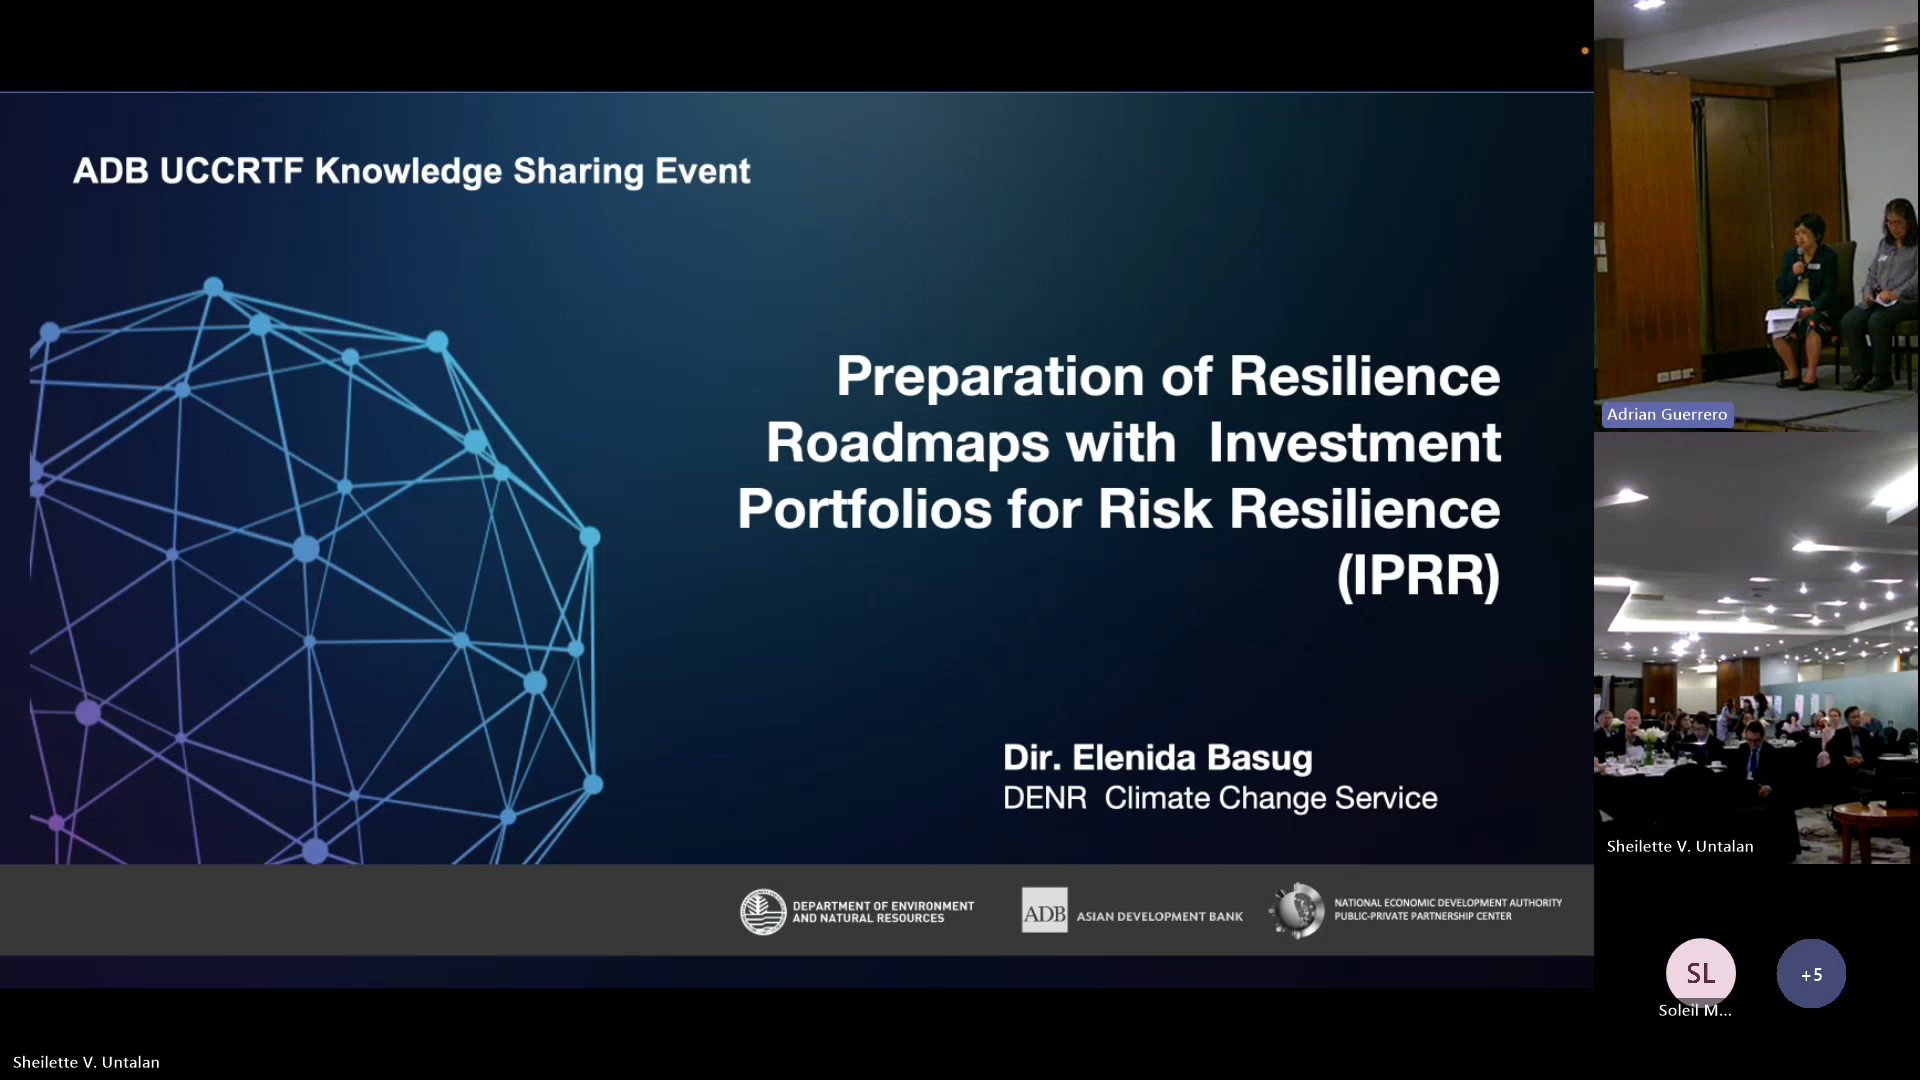 ADB UCCRTF Knowledge Sharing Event
Preparation of Resilience
Roadmaps with Investment
Portfolios for Risk Resilience
(IPRR)
Dir. Elenida Basug
DENR Climate Change Service
DEPARTMENT OF ENVIRONMENT
AND NATURAL RESOURCES
ADB
ASIAN DEVELOPMENT BANK
NATIONAL ECONOMIC DEVELOPMENT AUTHORITY
PUBLIC-PRIVATE PARTNERSHIP CENTER
Adrian Guerrero
Sheilette V. Untalan
SL
Soleil M...
+5
Sheilette V. Untalan